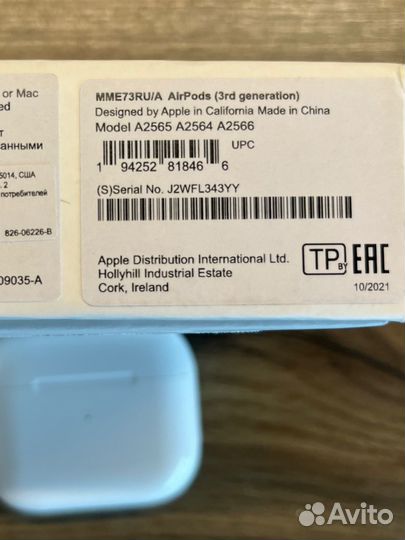 or Mac
ed
т
анными
5014, США
. 2
потребителей
826-06226-B
09035-A
MME73RU/A AirPods (3rd generation)
Designed by Apple in California Made in China
Model A2565 A2564 A2566
UPC
1 94252 81846 6
(S)Serial No. J2WFL343YY
Apple Distribution International Ltd.
Hollyhill Industrial Estate
Cork, Ireland
TP BY EAC
10/2021
Avito